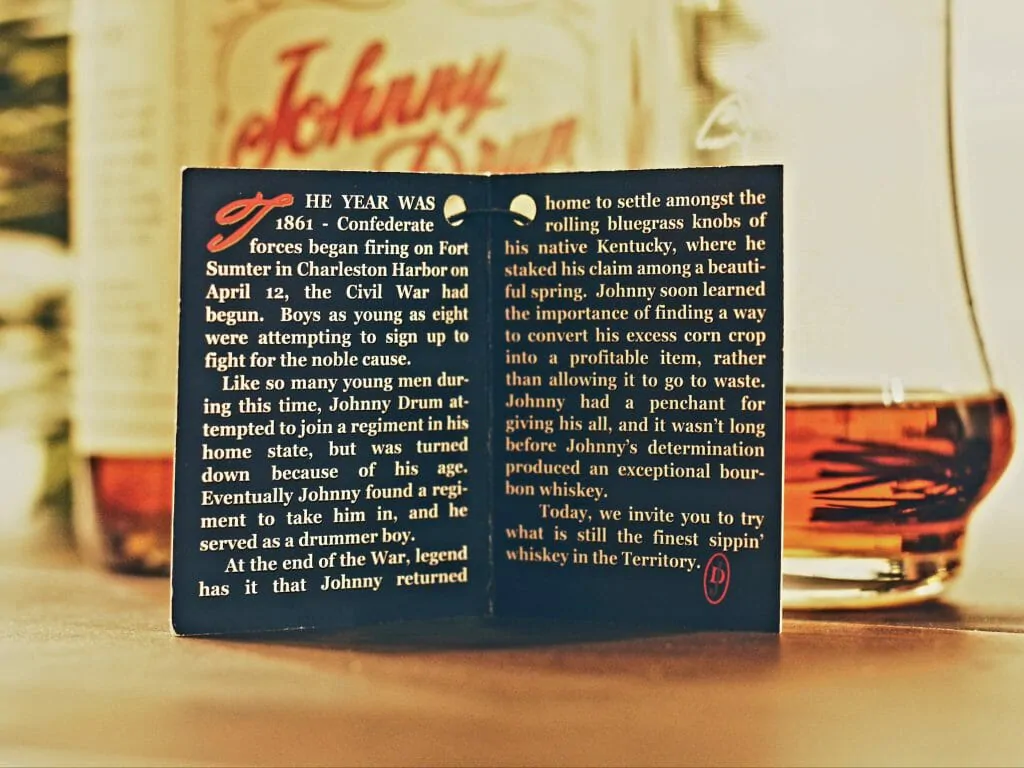 Johnny
Drum
THE YEAR WAS
1861 - Confederate
forces began firing on Fort
Sumter in Charleston Harbor on
April 12, the Civil War had
begun. Boys as young as eight
were attempting to sign up to
fight for the noble cause.
Like so many young men dur-
ing this time, Johnny Drum at-
tempted to join a regiment in his
home state, but was turned
down because of his age.
Eventually Johnny found a regi-
ment to take him in, and he
served as a drummer boy.
At the end of the War, legend
has it that Johnny returned
home to settle amongst the
rolling bluegrass knobs of
his native Kentucky, where he
staked his claim among a beauti-
ful spring. Johnny soon learned
the importance of finding a way
to convert his excess corn crop
into a profitable item, rather
than allowing it to go to waste.
Johnny had a penchant for
giving his all, and it wasn't long
before Johnny's determination
produced an exceptional bour-
bon whiskey.
Today, we invite you to try
what is still the finest sippin'
whiskey in the Territory.
JD